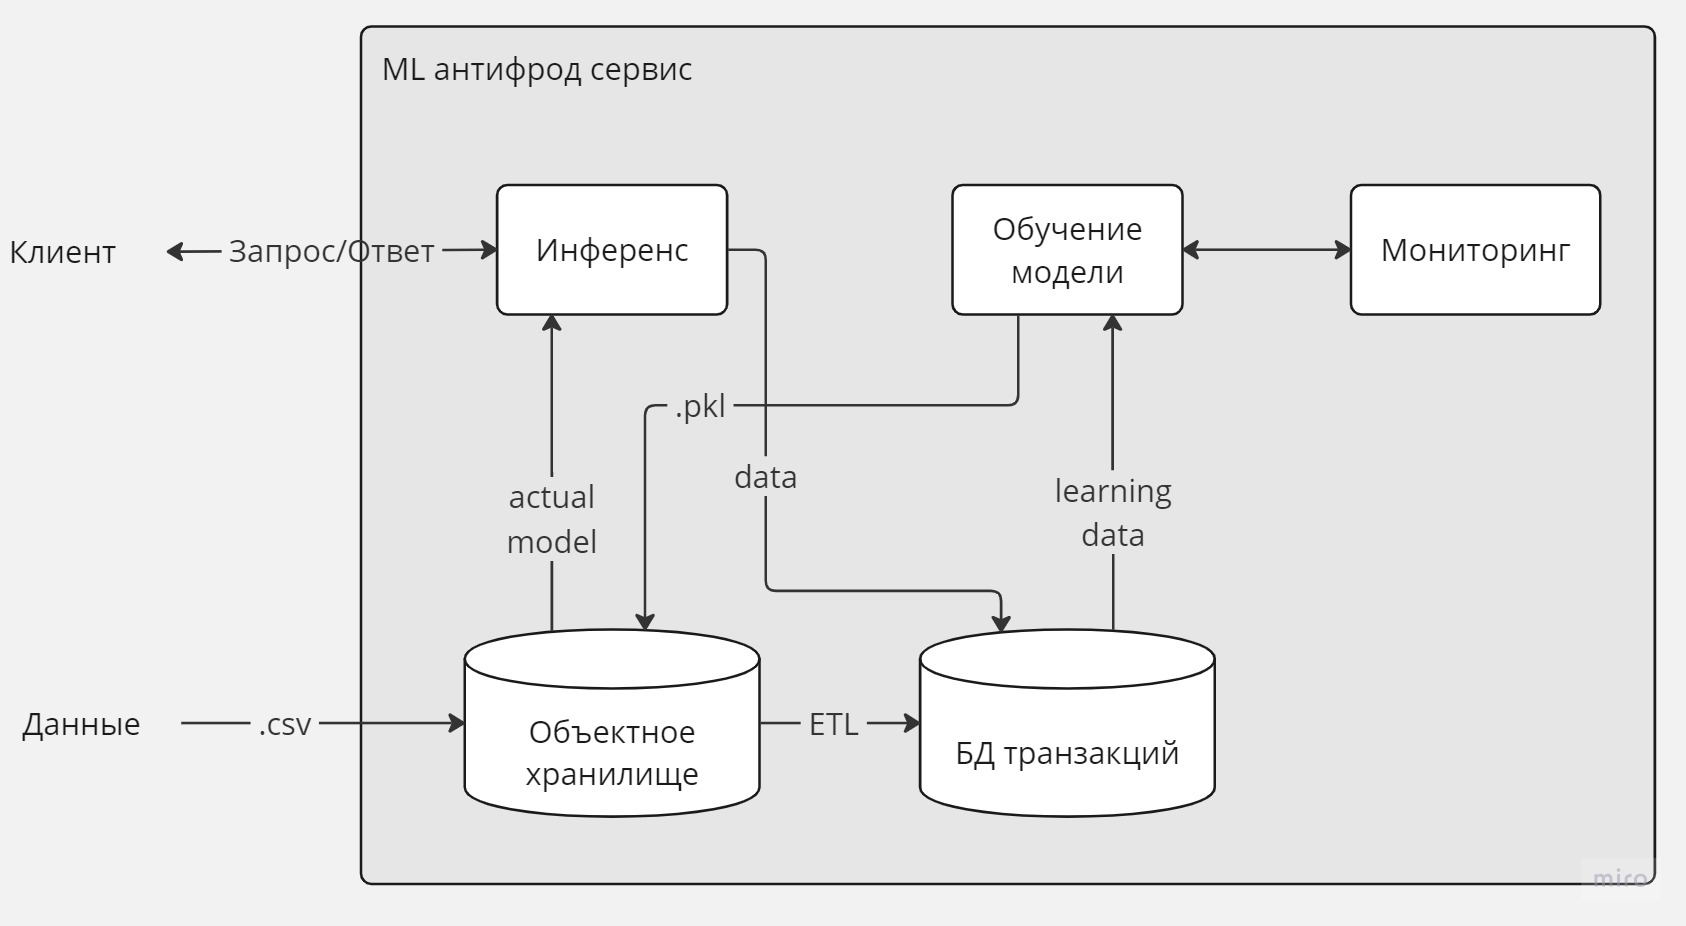 ML антифрод сервис
Клиент
Запрос/Ответ
Инференс
Обучение
модели
Мониторинг
.pkl
data
actual
model
learning
data
Данные
.csv
Объектное
хранилище
ETL
БД транзакций
miro